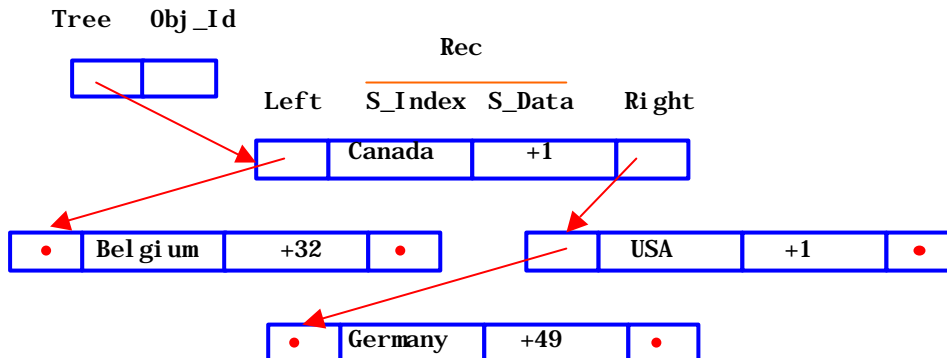 Tree Obj_Id
Rec
Left S_Index S_Data Right
Canada +1
Belgium +32 USA +1
Germany +49